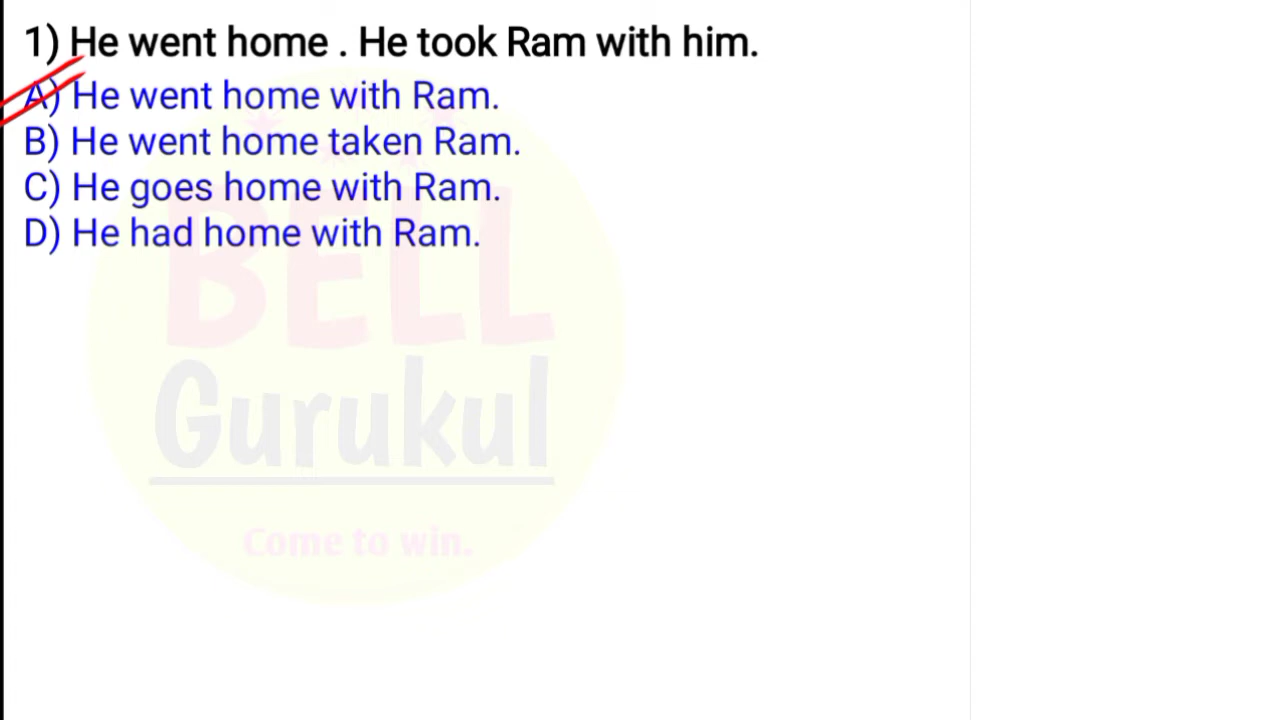 1) He went home . He took Ram with him.
A) He went home with Ram.
B) He went home taken Ram.
C) He goes home with Ram.
D) He had home with Ram.
BELL
Gurukul
Come to win.